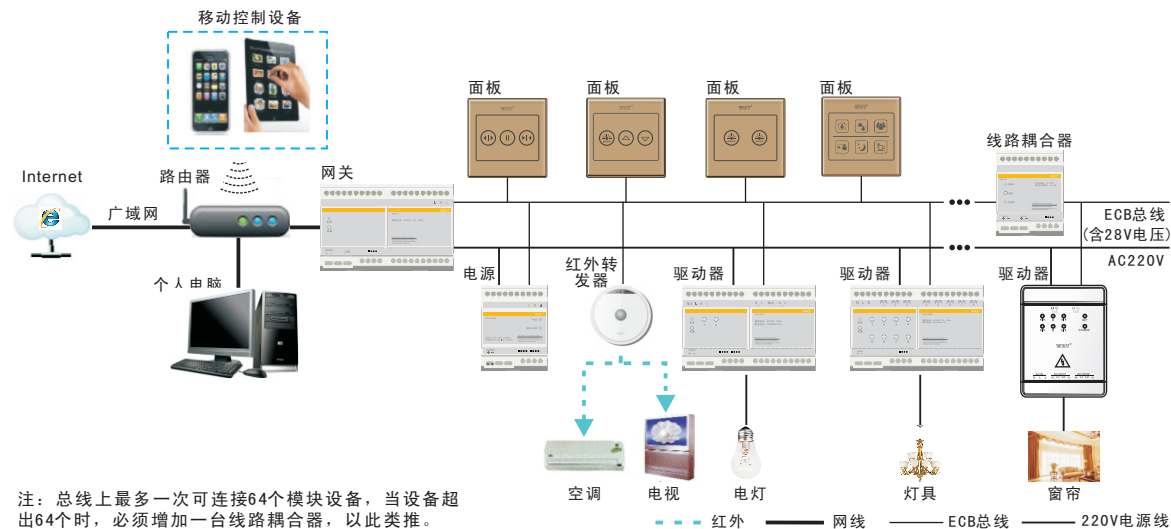 移动控制设备
面板
面板
面板
面板
线路耦合器
Internet
路由器
网关
广域网
ECB总线
(含28V电压)
AC220V
个人电脑
电源
红外转
发器
驱动器
驱动器
驱动器
空调
电视
电灯
灯具
窗帘
注：总线上最多一次可连接64个模块设备，当设备超
出64个时，必须增加一台线路耦合器，以此类推。
红外
网线
ECB总线
220V电源线